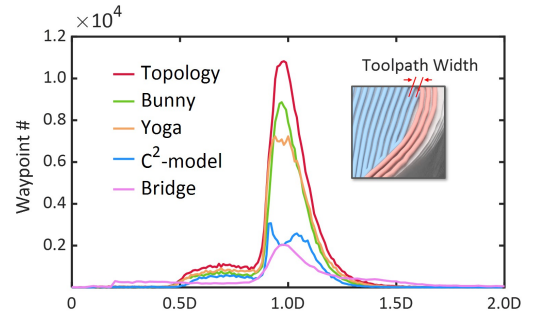 ×10⁴
1.2
1.0
0.8
0.6
0.4
0.2
Waypoint #
Topology
Bunny
Yoga
C²-model
Bridge
Toolpath Width
0
0.5D
1.0D
1.5D
2.0D